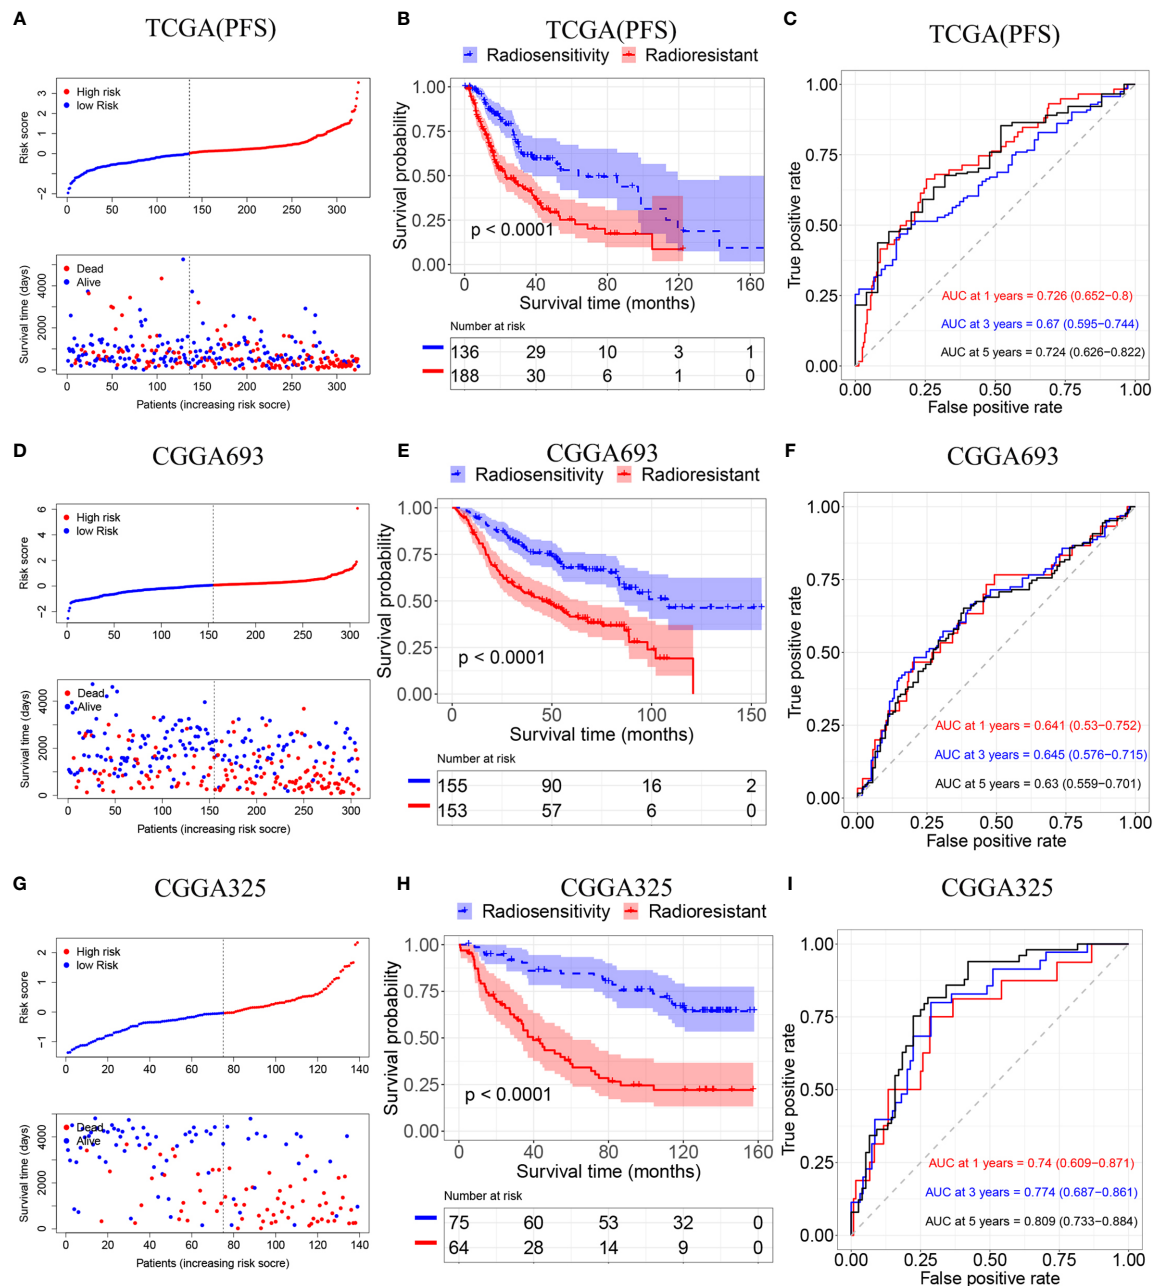 A
TCGA(PFS)
High risk
low Risk
Risk score
3
2
1
0
−2
0 50 100 150 200 250 300
Dead
Alive
Survival time (days)
4000
2000
0
0 50 100 150 200 250 300
Patients (increasing risk socre)
B
TCGA(PFS)
Radiosensitivity Radioresistant
Survival probability
1.00
0.75
0.50
0.25
0.00
p < 0.0001
0 40 80 120 160
Survival time (months)
Number at risk
136 29 10 3 1
188 30 6 1 0
C
TCGA(PFS)
True positive rate
1.00
0.75
0.50
0.25
0.00
AUC at 1 years = 0.726 (0.652−0.8)
AUC at 3 years = 0.67 (0.595−0.744)
AUC at 5 years = 0.724 (0.626−0.822)
0.00 0.25 0.50 0.75 1.00
False positive rate
D
CGGA693
High risk
low Risk
Risk score
6
4
2
0
−2
0 50 100 150 200 250 300
Dead
Alive
Survival time (days)
4000
2000
0
0 50 100 150 200 250 300
Patients (increasing risk socre)
E
CGGA693
Radiosensitivity Radioresistant
Survival probability
1.00
0.75
0.50
0.25
0.00
p < 0.0001
0 50 100 150
Survival time (months)
Number at risk
155 90 16 2
153 57 6 0
F
CGGA693
True positive rate
1.00
0.75
0.50
0.25
0.00
AUC at 1 years = 0.641 (0.53−0.752)
AUC at 3 years = 0.645 (0.576−0.715)
AUC at 5 years = 0.63 (0.559−0.701)
0.00 0.25 0.50 0.75 1.00
False positive rate
G
CGGA325
High risk
low Risk
Risk score
2
1
0
−1
0 20 40 60 80 100 120 140
Dead
Alive
Survival time (days)
4000
2000
0
0 20 40 60 80 100 120 140
Patients (increasing risk socre)
H
CGGA325
Radiosensitivity Radioresistant
Survival probability
1.00
0.75
0.50
0.25
0.00
p < 0.0001
0 40 80 120 160
Survival time (months)
Number at risk
75 60 53 32 0
64 28 14 9 0
I
CGGA325
True positive rate
1.00
0.75
0.50
0.25
0.00
AUC at 1 years = 0.74 (0.609−0.871)
AUC at 3 years = 0.774 (0.687−0.861)
AUC at 5 years = 0.809 (0.733−0.884)
0.00 0.25 0.50 0.75 1.00
False positive rate